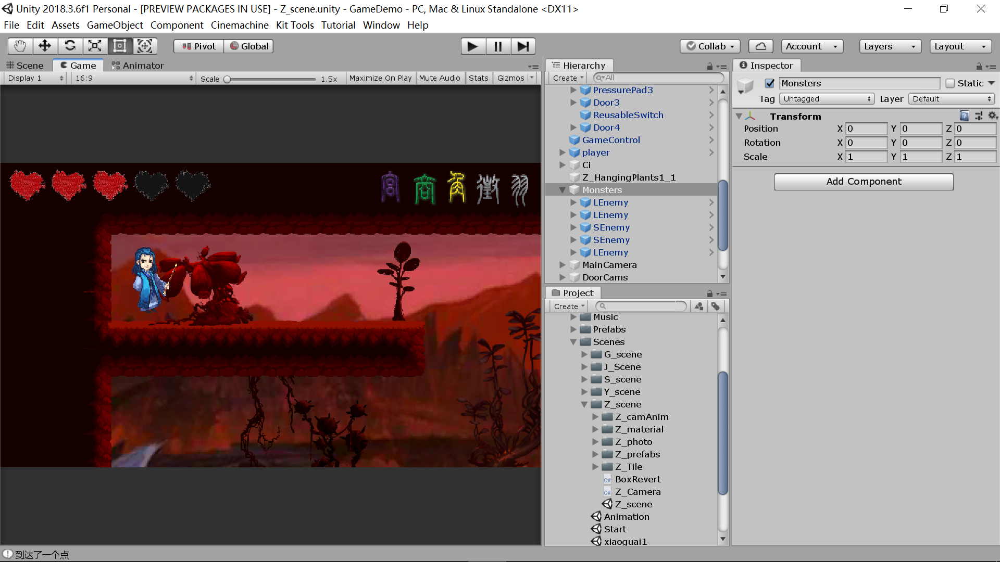 Unity 2018.3.6f1 Personal - [PREVIEW PACKAGES IN USE] - Z_scene.unity - GameDemo - PC, Mac & Linux Standalone <DX11>
File Edit Assets GameObject Component Cinemachine Kit Tools Tutorial Window Help
Pivot Global Collab Account Layers Layout
Scene Game Animator
Display 1 16:9 Scale 1.5x Maximize On Play Mute Audio Stats Gizmos
宫 商 角 徵 羽
Hierarchy
Create All
PressurePad3
Door3
ReusableSwitch
Door4
GameControl
player
Ci
Z_HangingPlants1_1
Monsters
LEnemy
LEnemy
SEnemy
SEnemy
LEnemy
MainCamera
DoorCams
Project
Create
Music
Prefabs
Scenes
G_scene
J_Scene
S_scene
Y_scene
Z_scene
Z_camAnim
Z_material
Z_photo
Z_prefabs
Z_Tile
C# BoxRevert
C# Z_Camera
Z_scene
Animation
Start
xiaoguai1
Inspector
Monsters Static
Tag Untagged Layer Default
Transform
Position X 0 Y 0 Z 0
Rotation X 0 Y 0 Z 0
Scale X 1 Y 1 Z 1
Add Component
到达了一个点